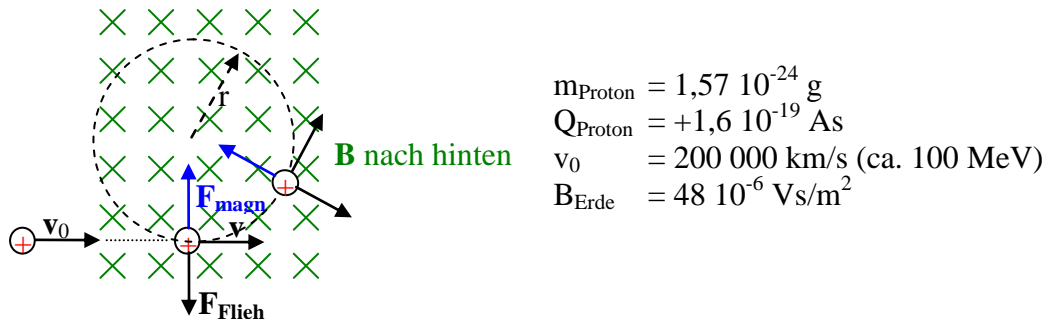 r
B nach hinten
F_magn
v_0
v
F_Flieh
m_Proton = 1,57 10^-24 g
Q_Proton = +1,6 10^-19 As
v_0 = 200 000 km/s (ca. 100 MeV)
B_Erde = 48 10^-6 Vs/m^2